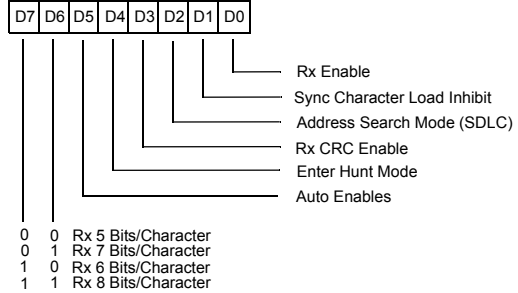 D7 D6 D5 D4 D3 D2 D1 D0
Rx Enable
Sync Character Load Inhibit
Address Search Mode (SDLC)
Rx CRC Enable
Enter Hunt Mode
Auto Enables
0 0 Rx 5 Bits/Character
0 1 Rx 7 Bits/Character
1 0 Rx 6 Bits/Character
1 1 Rx 8 Bits/Character